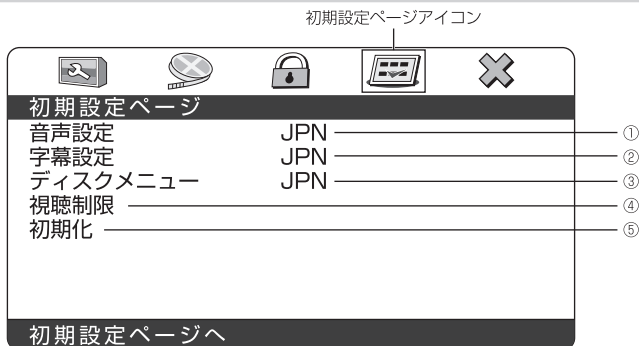 初期設定ページアイコン
初期設定ページ
音声設定 JPN ①
字幕設定 JPN ②
ディスクメニュー JPN ③
視聴制限 ④
初期化 ⑤
初期設定ページへ